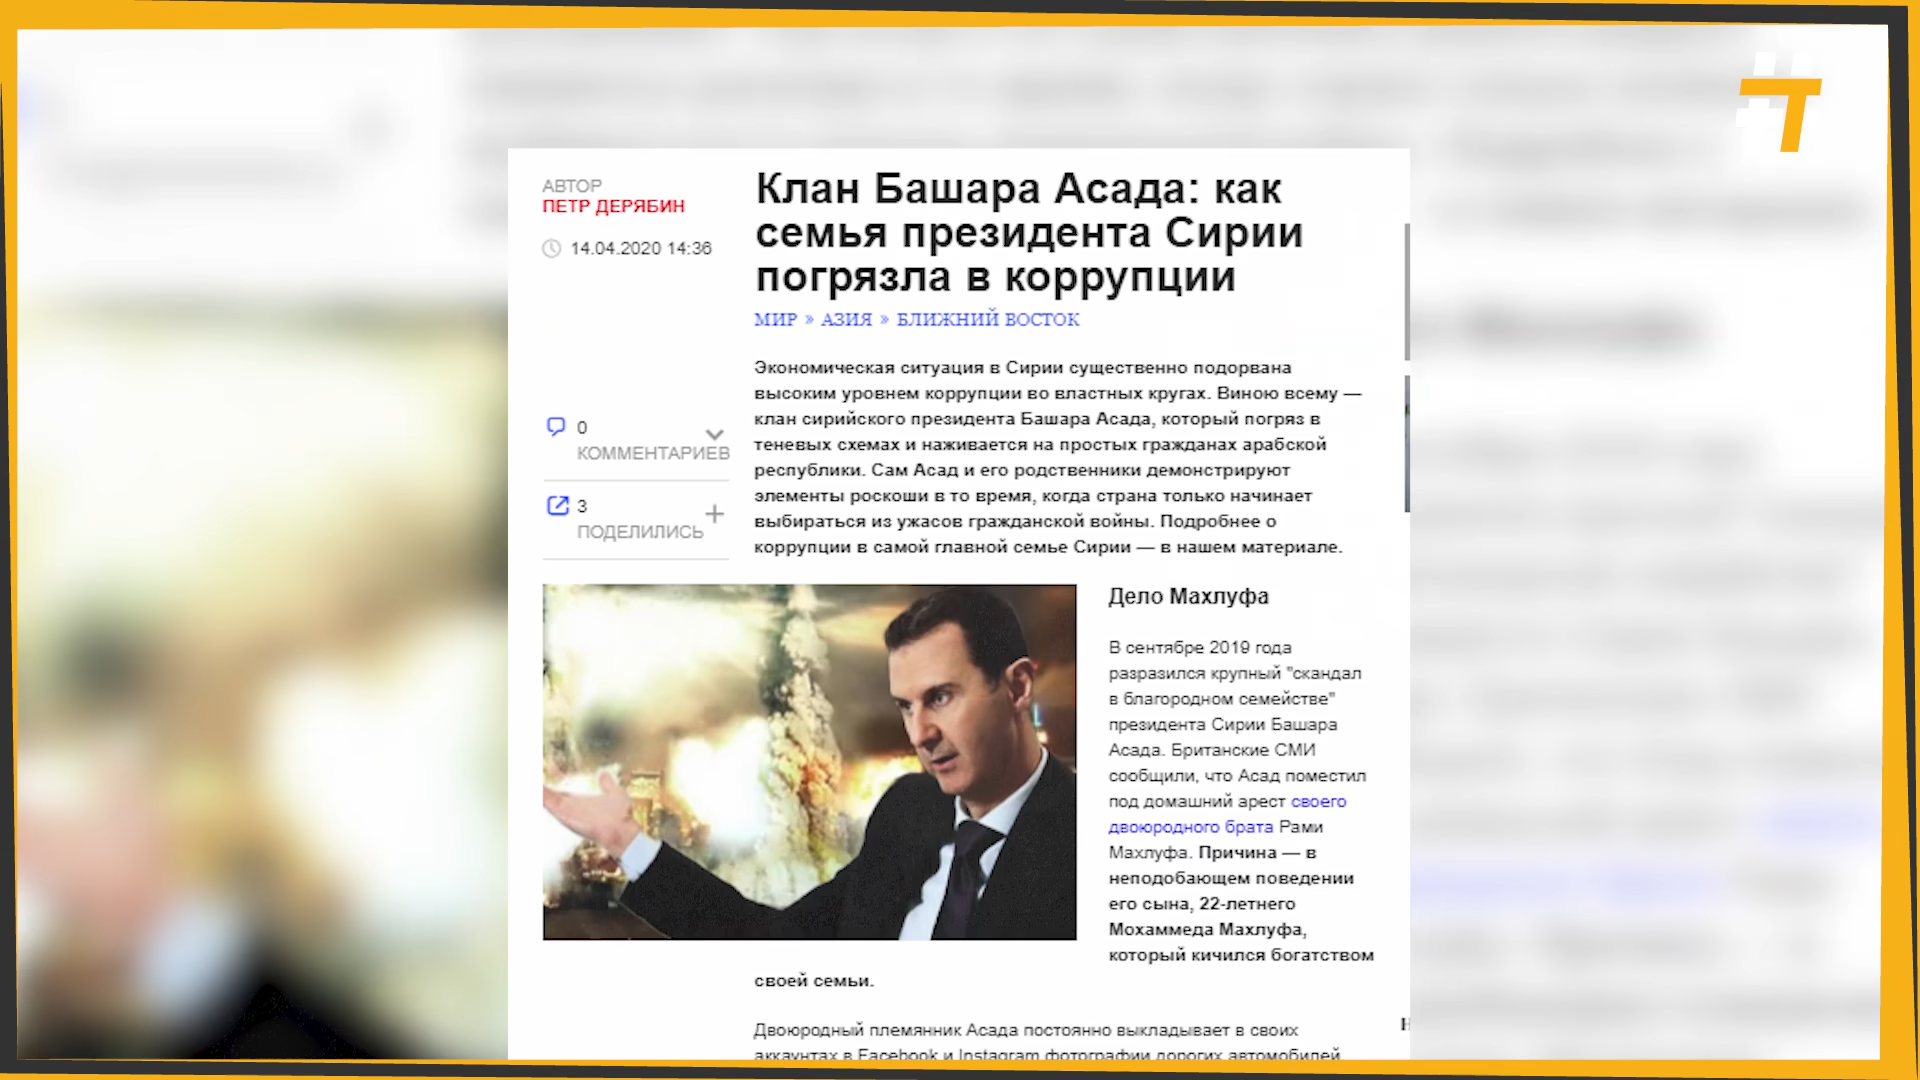 АВТОР
ПЕТР ДЕРЯБИН
14.04.2020 14:36
0
КОММЕНТАРИЕВ
3
ПОДЕЛИЛИСЬ
Клан Башара Асада: как
семья президента Сирии
погрязла в коррупции
МИР » АЗИЯ » БЛИЖНИЙ ВОСТОК
Экономическая ситуация в Сирии существенно подорвана
высоким уровнем коррупции во властных кругах. Виною всему —
клан сирийского президента Башара Асада, который погряз в
теневых схемах и наживается на простых гражданах арабской
республики. Сам Асад и его родственники демонстрируют
элементы роскоши в то время, когда страна только начинает
выбираться из ужасов гражданской войны. Подробнее о
коррупции в самой главной семье Сирии — в нашем материале.
Дело Махлуфа
В сентябре 2019 года
разразился крупный "скандал
в благородном семействе"
президента Сирии Башара
Асада. Британские СМИ
сообщили, что Асад поместил
под домашний арест своего
двоюродного брата Рами
Махлуфа. Причина — в
неподобающем поведении
его сына, 22-летнего
Мохаммеда Махлуфа,
который кичился богатством
своей семьи.
Двоюродный племянник Асада постоянно выкладывает в своих
аккаунтах в Facebook и Instagram фотографии дорогих автомобилей